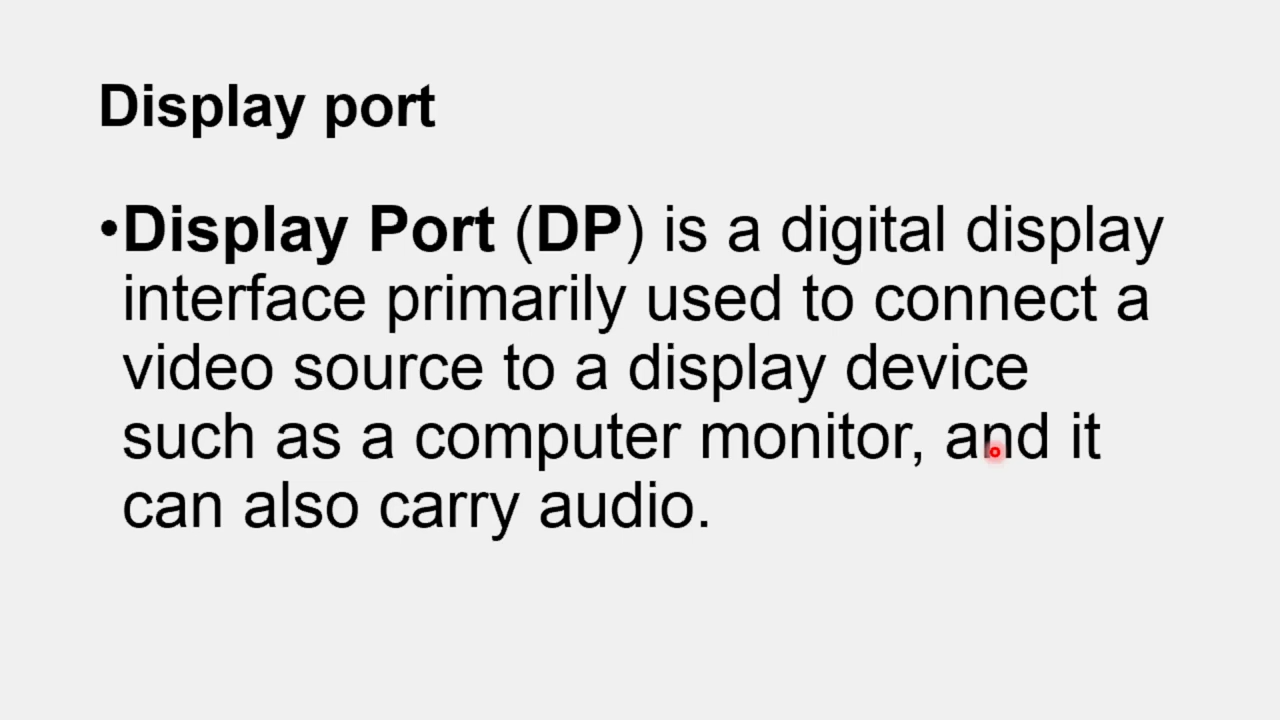 Display port
•Display Port (DP) is a digital display
interface primarily used to connect a
video source to a display device
such as a computer monitor, and it
can also carry audio.